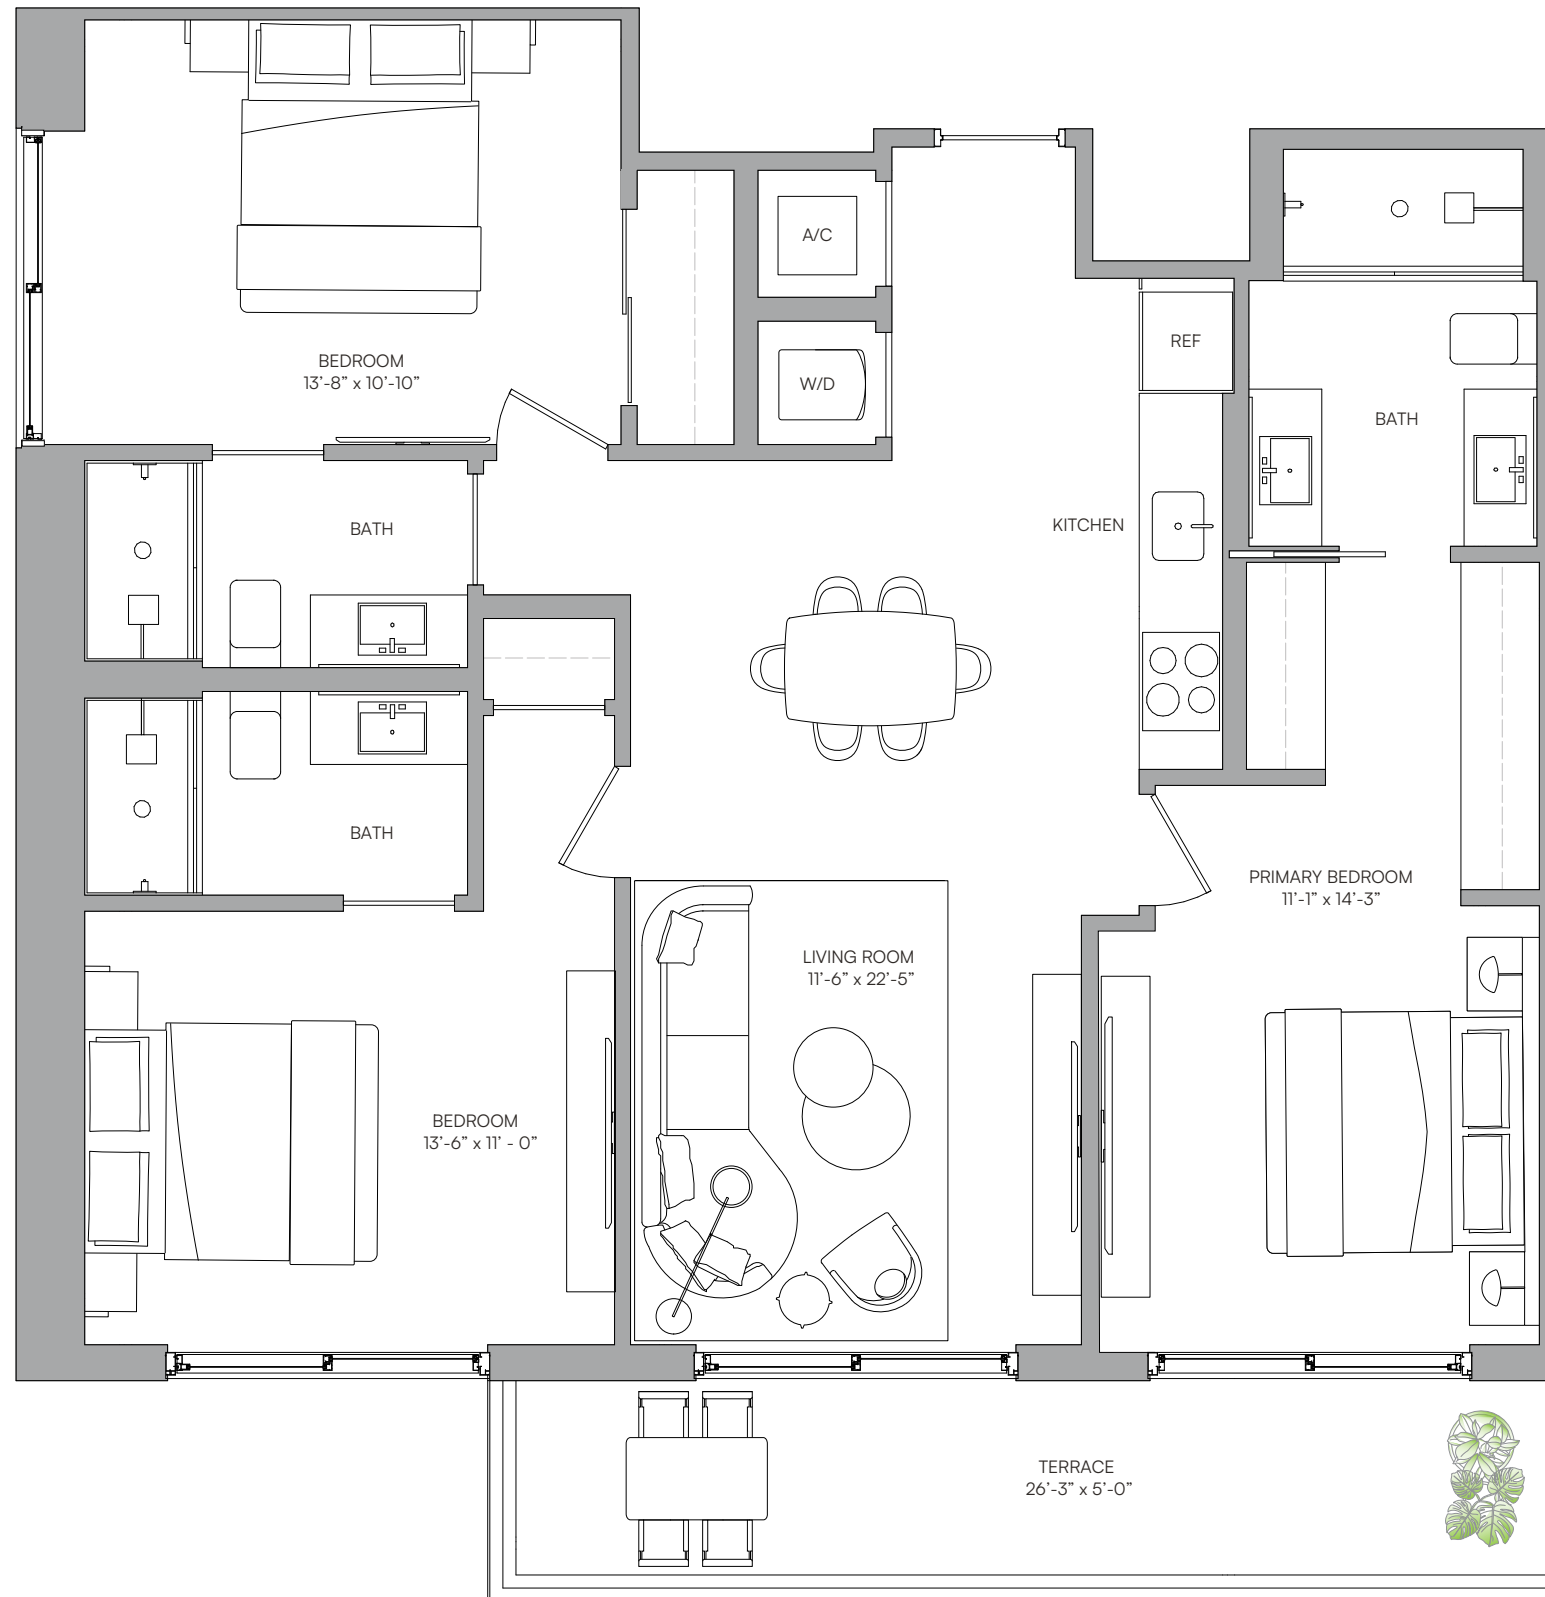 A/C
REF
BEDROOM
13’-8” x 10’-10”
W/D
BATH
KITCHEN
BATH
BATH
PRIMARY BEDROOM
11’-1” x 14’-3”
LIVING ROOM
11’-6” x 22’-5”
BEDROOM
13’-6” x 11’ - 0”
TERRACE
26’-3” x 5’-0”